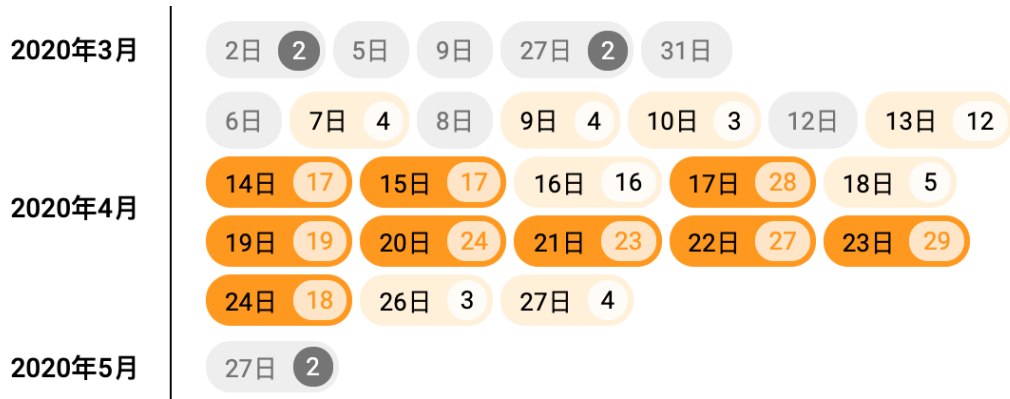 2020年3月 2日 2 5日 9日 27日 2 31日
6日 7日 4 8日 9日 4 10日 3 12日 13日 12
14日 17 15日 17 16日 16 17日 28 18日 5
2020年4月
19日 19 20日 24 21日 23 22日 27 23日 29
24日 18 26日 3 27日 4
2020年5月 27日 2